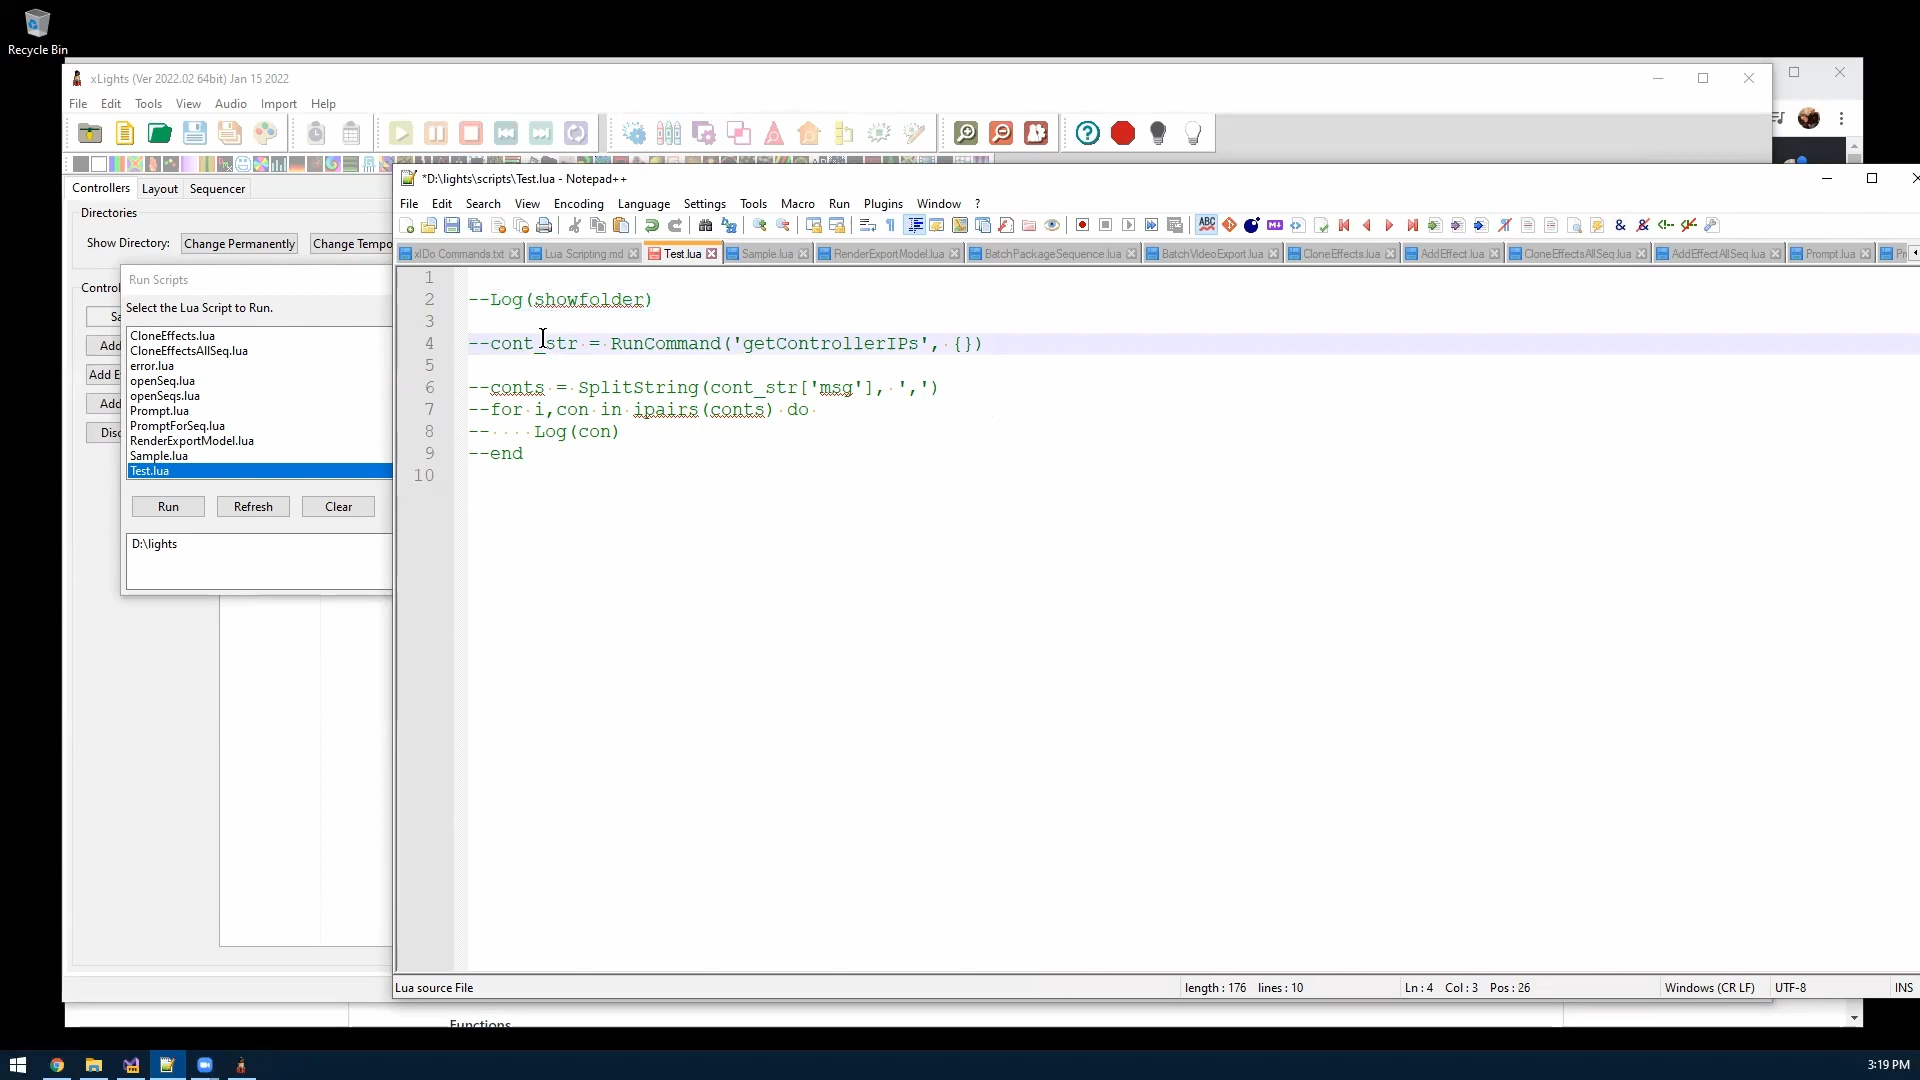 Recycle Bin
xLights (Ver 2022.02 64bit) Jan 15 2022
File Edit Tools View Audio Import Help
Controllers Layout Sequencer
Directories
Show Directory: Change Permanently Change Tempo
Run Scripts
Select the Lua Script to Run.
CloneEffects.lua
CloneEffectsAllSeq.lua
error.lua
openSeq.lua
openSeqs.lua
Prompt.lua
PromptForSeq.lua
RenderExportModel.lua
Sample.lua
Test.lua
Run Refresh Clear
D:\lights
Control
Sa
Add
Add E
Add
Disc
*D:\lights\scripts\Test.lua - Notepad++
File Edit Search View Encoding Language Settings Tools Macro Run Plugins Window ?
xlDo Commands.txt Lua Scripting.md Test.lua Sample.lua RenderExportModel.lua BatchPackageSequence.lua BatchVideoExport.lua CloneEffects.lua AddEffect.lua CloneEffectsAllSeq.lua AddEffectAllSeq.lua Prompt.lua Pr
1
2 --Log(showfolder)
3
4 --cont_str = RunCommand('getControllerIPs', {})
5
6 --conts = SplitString(cont_str['msg'], ',')
7 --for i,con in ipairs(conts) do
8 --    Log(con)
9 --end
10
Lua source File length : 176 lines : 10 Ln : 4 Col : 3 Pos : 26 Windows (CR LF) UTF-8 INS
Functions
3:19 PM